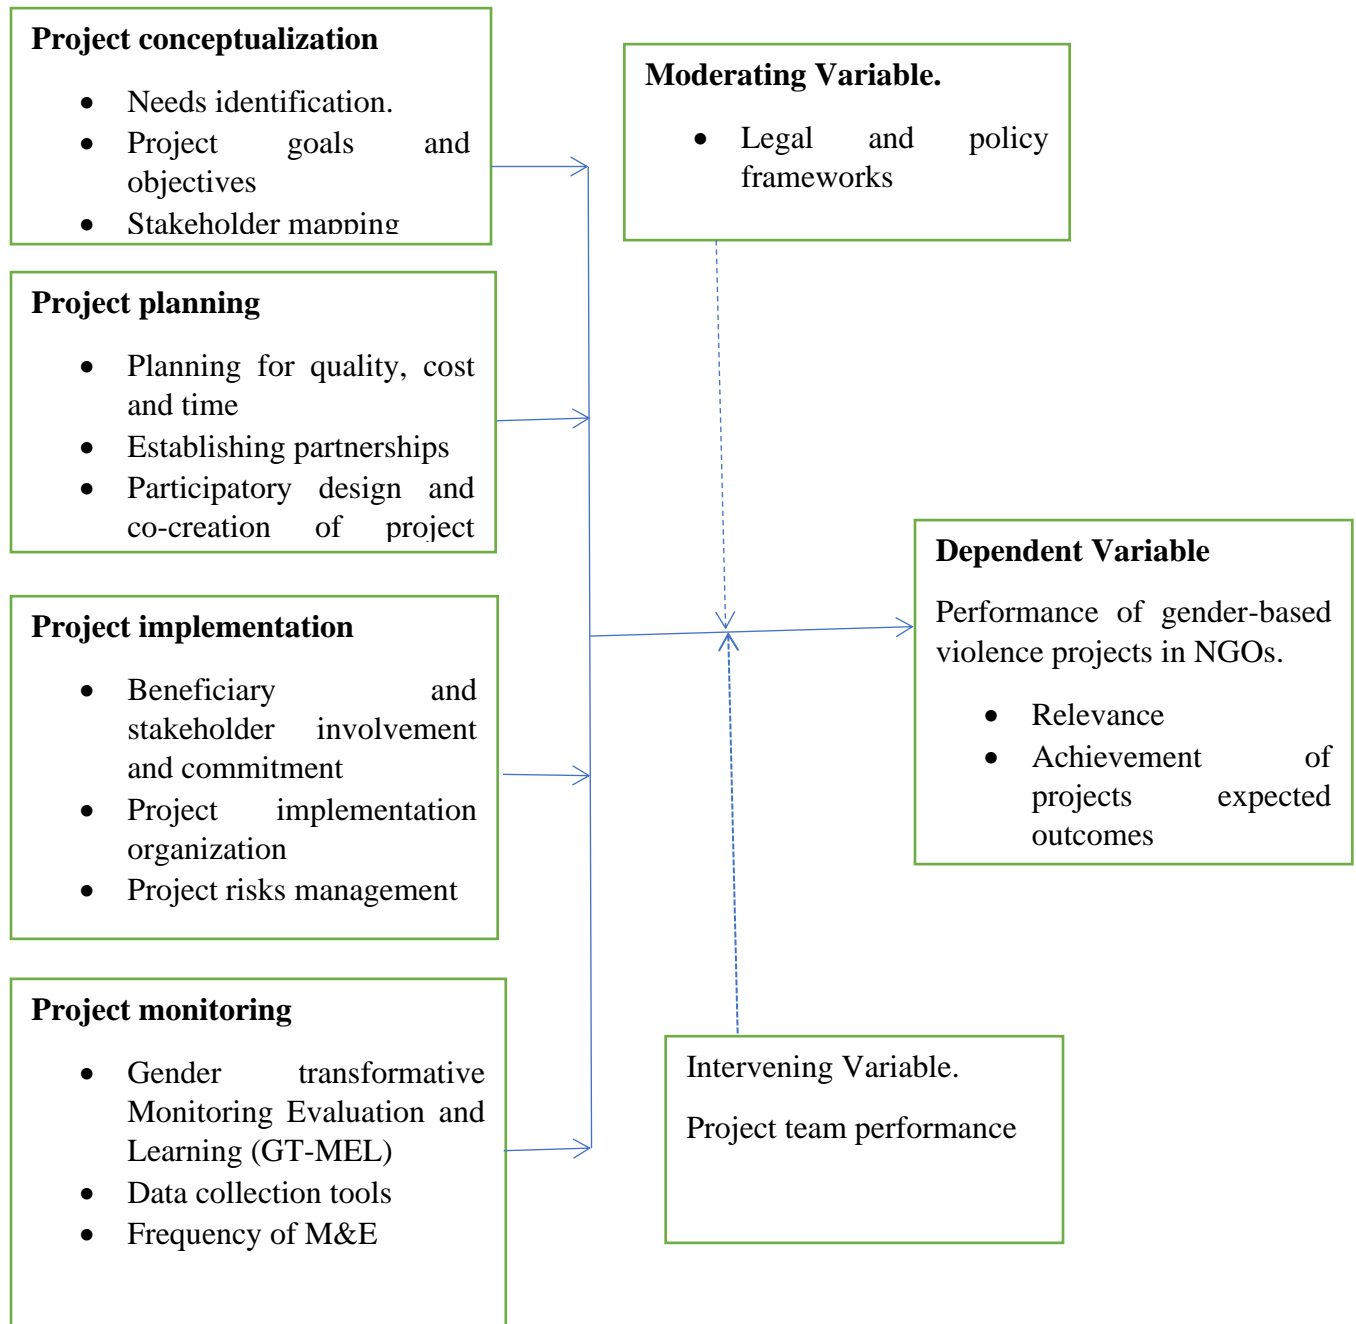 Project conceptualization
• Needs identification.
• Project goals and
objectives
• Stakeholder mapping
Project planning
• Planning for quality, cost
and time
• Establishing partnerships
• Participatory design and
co-creation of project
Project implementation
• Beneficiary and
stakeholder involvement
and commitment
• Project implementation
organization
• Project risks management
Project monitoring
• Gender transformative
Monitoring Evaluation and
Learning (GT-MEL)
• Data collection tools
• Frequency of M&E
Moderating Variable.
• Legal and policy
frameworks
Intervening Variable.
Project team performance
Dependent Variable
Performance of gender-based
violence projects in NGOs.
• Relevance
• Achievement of
projects expected
outcomes